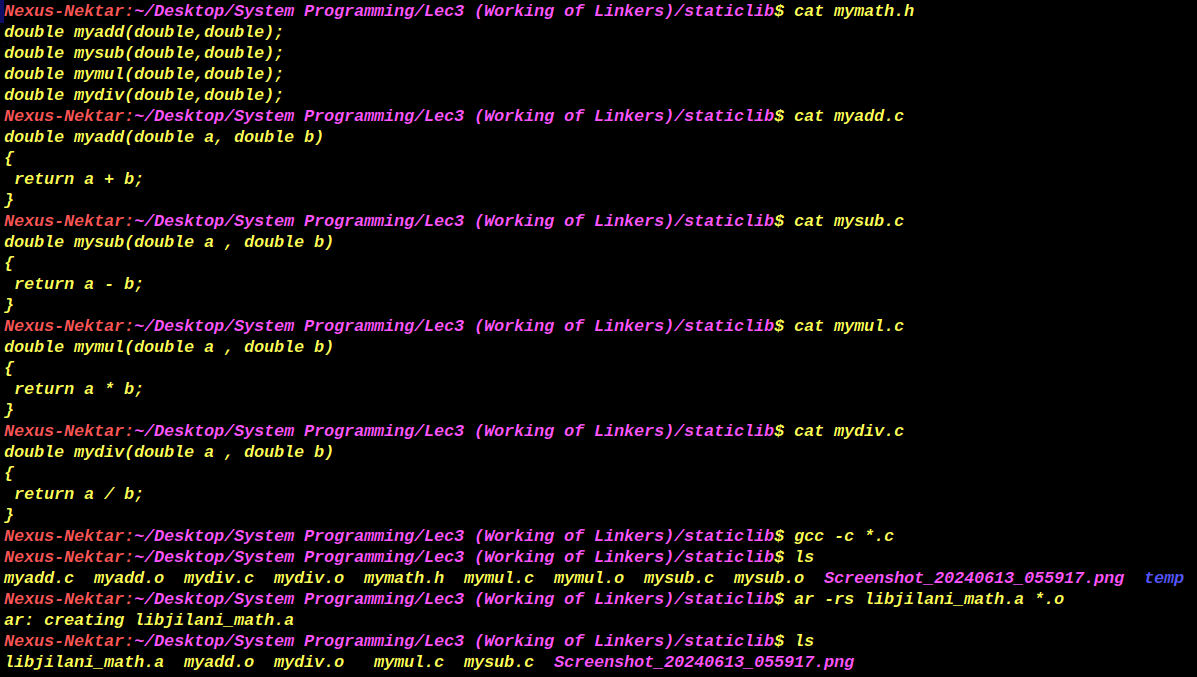 Nexus-Nektar:~/Desktop/System Programming/Lec3 (Working of Linkers)/staticlib$ cat mymath.h
double myadd(double,double);
double mysub(double,double);
double mymul(double,double);
double mydiv(double,double);
Nexus-Nektar:~/Desktop/System Programming/Lec3 (Working of Linkers)/staticlib$ cat myadd.c
double myadd(double a, double b)
{
 return a + b;
}
Nexus-Nektar:~/Desktop/System Programming/Lec3 (Working of Linkers)/staticlib$ cat mysub.c
double mysub(double a , double b)
{
 return a - b;
}
Nexus-Nektar:~/Desktop/System Programming/Lec3 (Working of Linkers)/staticlib$ cat mymul.c
double mymul(double a , double b)
{
 return a * b;
}
Nexus-Nektar:~/Desktop/System Programming/Lec3 (Working of Linkers)/staticlib$ cat mydiv.c
double mydiv(double a , double b)
{
 return a / b;
}
Nexus-Nektar:~/Desktop/System Programming/Lec3 (Working of Linkers)/staticlib$ gcc -c *.c
Nexus-Nektar:~/Desktop/System Programming/Lec3 (Working of Linkers)/staticlib$ ls
myadd.c  myadd.o  mydiv.c  mydiv.o  mymath.h  mymul.c  mymul.o  mysub.c  mysub.o  Screenshot_20240613_055917.png  temp
Nexus-Nektar:~/Desktop/System Programming/Lec3 (Working of Linkers)/staticlib$ ar -rs libjilani_math.a *.o
ar: creating libjilani_math.a
Nexus-Nektar:~/Desktop/System Programming/Lec3 (Working of Linkers)/staticlib$ ls
libjilani_math.a  myadd.o  mydiv.o   mymul.c  mysub.c  Screenshot_20240613_055917.png